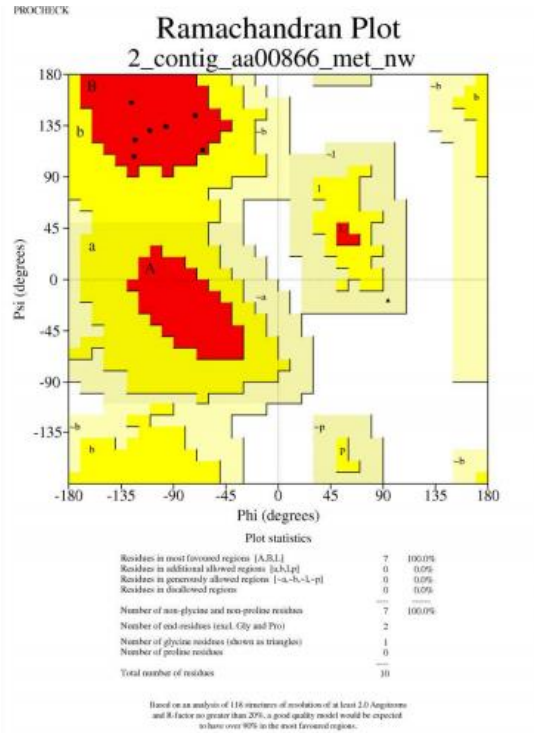 PROCHECK
Ramachandran Plot
2_contig_aa00866_met_nw
180
135
90
45
0
-45
-90
-135
-180 -135 -90 -45 0 45 90 135 180
Psi (degrees)
Phi (degrees)
B
b
~b
~b
b
~l
l
a
A
~a
~b
b
~p
p
~b
Plot statistics
Residues in most favoured regions [A,B,L] 7 100.0%
Residues in additional allowed regions [a,b,l,p] 0 0.0%
Residues in generously allowed regions [~a,~b,~l,~p] 0 0.0%
Residues in disallowed regions 0 0.0%
Number of non-glycine and non-proline residues 7 100.0%
Number of end-residues (excl. Gly and Pro) 2
Number of glycine residues (shown as triangles) 1
Number of proline residues 0
Total number of residues 10
Based on an analysis of 118 structures of resolution of at least 2.0 Angstroms
and R-factor no greater than 20%, a good quality model would be expected
to have over 90% in the most favoured regions.